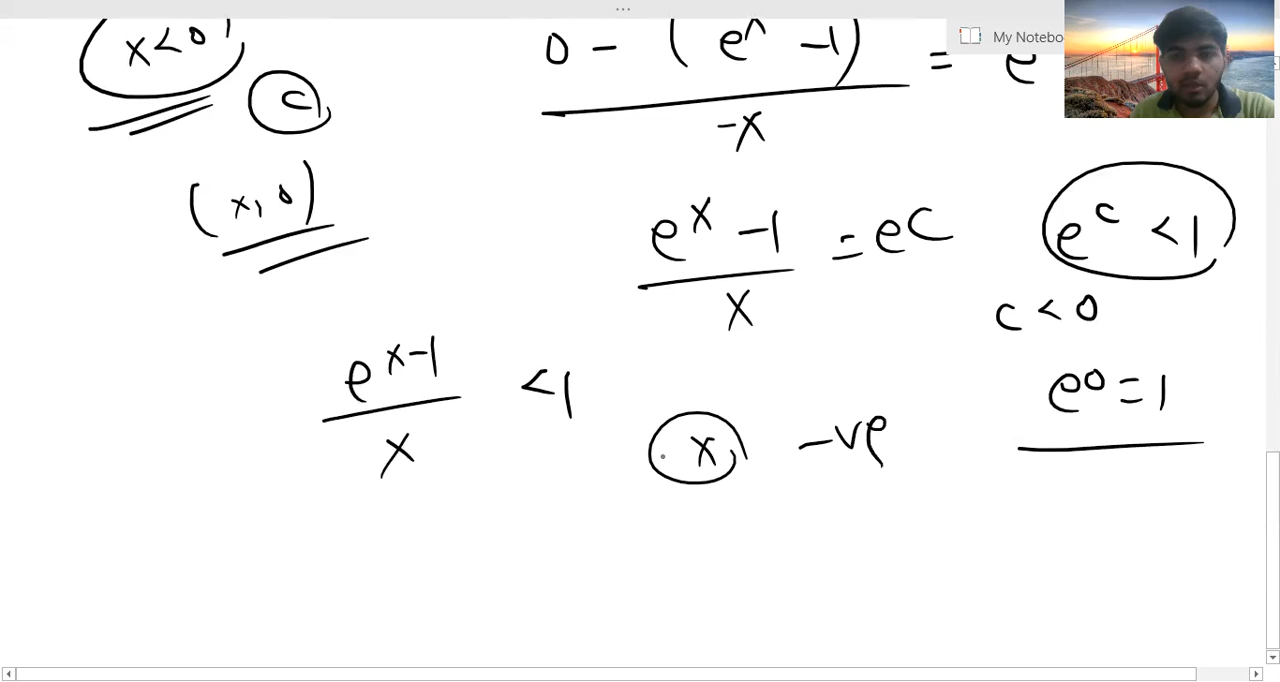 x<0
0 - (e^x - 1) / -x = e
My Notebo
c
(x, 0)
e^x - 1 / x = e^c
e^c < 1
c < 0
e^x-1 / x < 1
e^0 = 1
x -ve